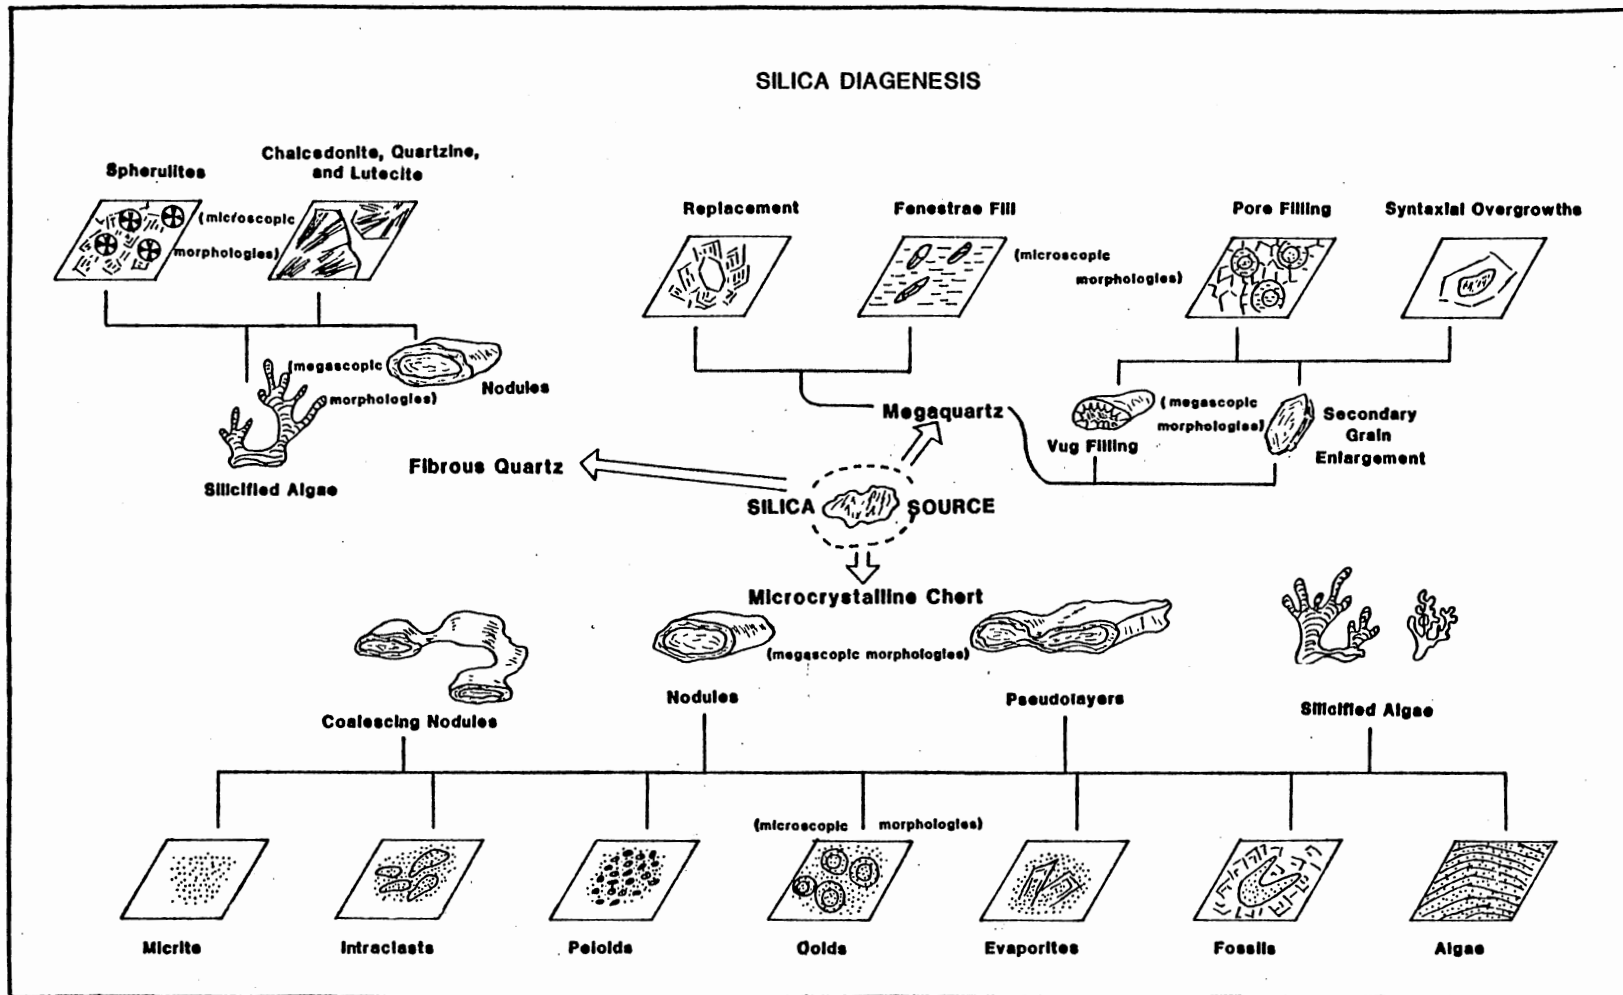 SILICA DIAGENESIS
Spherulites
Chalcedonite, Quartzine,
and Lutecite
(microscopic
morphologies)
Replacement
Fenestrae Fill
(microscopic
morphologies)
Pore Filling
Syntaxial Overgrowths
(megascopic
morphologies)
Nodules
Silicified Algae
Fibrous Quartz
Megaquartz
(megascopic
morphologies)
Vug Filling
Secondary
Grain
Enlargement
SILICA SOURCE
Microcrystalline Chert
(megascopic morphologies)
Coalescing Nodules
Nodules
Pseudolayers
Silicified Algae
(microscopic morphologies)
Micrite
Intraclasts
Peloids
Ooids
Evaporites
Fossils
Algae